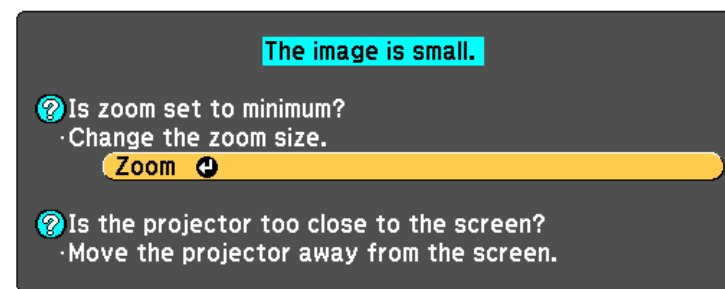 The image is small.
Is zoom set to minimum?
·Change the zoom size.
Zoom
Is the projector too close to the screen?
·Move the projector away from the screen.